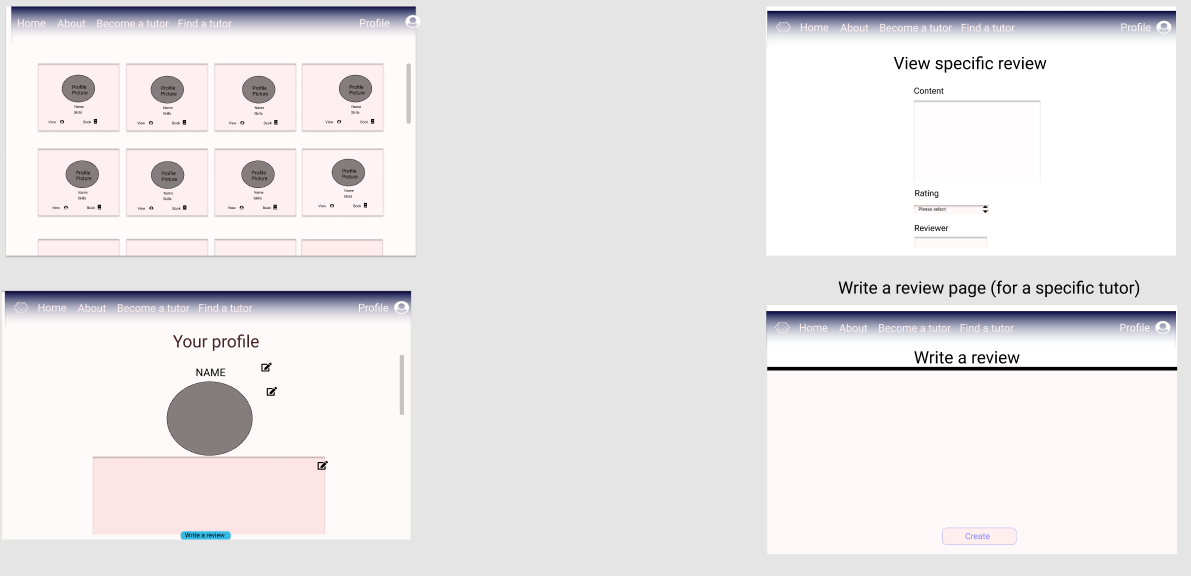 Home About Become a tutor Find a tutor Profile
Profile Picture Profile Picture Profile Picture Profile Picture
Name Name Name Name
Skills Skills Skills Skills
View Book View Book View Book View Book
Profile Picture Profile Picture Profile Picture Profile Picture
Name Name Name Name
Skills Skills Skills Skills
View Book View Book View Book View Book
Home About Become a tutor Find a tutor Profile
View specific review
Content
Rating
Please select
Reviewer
Home About Become a tutor Find a tutor Profile
Your profile
NAME
Write a review
Write a review page (for a specific tutor)
Home About Become a tutor Find a tutor Profile
Write a review
Create